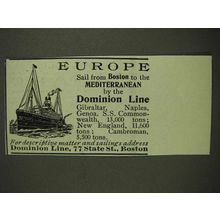 EUROPE
Sail from Boston to the
MEDITERRANEAN
by the
Dominion Line
Gibraltar, Naples,
Genoa. S.S. Common-
wealth, 13,000 tons;
New England, 11,600
tons; Cambroman,
5,500 tons.
For descriptive matter and sailings address
Dominion Line, 77 State St., Boston